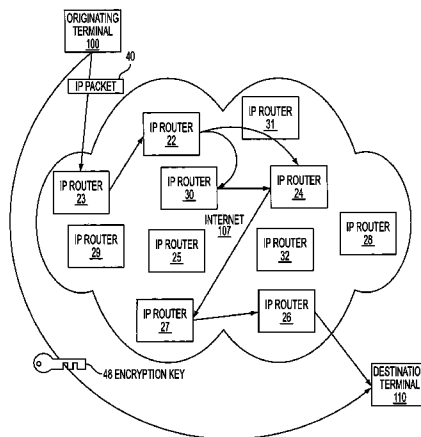 ORIGINATING
TERMINAL
100
40
IP PACKET
IP ROUTER
31
IP ROUTER
22
IP ROUTER
23
IP ROUTER
30
IP ROUTER
24
INTERNET
107
IP ROUTER
29
IP ROUTER
25
IP ROUTER
32
IP ROUTER
28
IP ROUTER
27
IP ROUTER
26
48 ENCRYPTION KEY
DESTINATION
TERMINAL
110